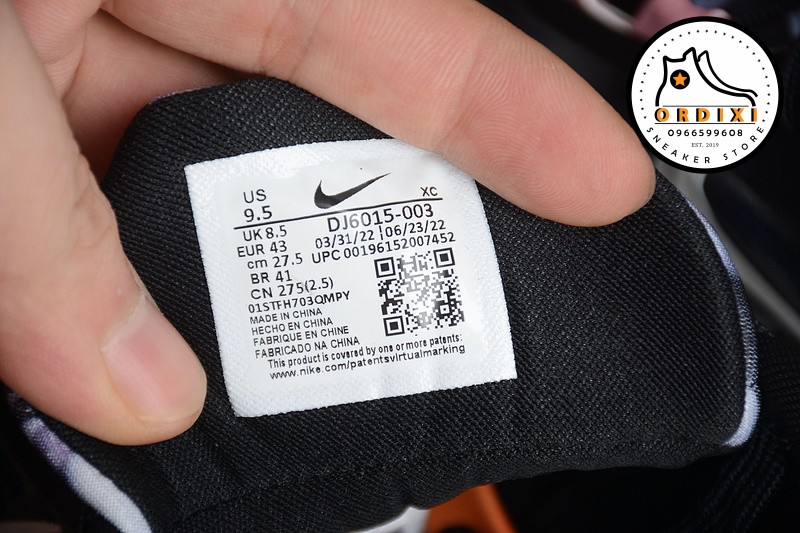 US
9.5
XC
UK 8.5
DJ6015-003
EUR 43
03/31/22 | 06/23/22
cm 27.5
UPC 00196152007452
BR 41
CN 275(2.5)
01STFH703QMPY
MADE IN CHINA
HECHO EN CHINA
FABRIQUE EN CHINE
FABRICADO NA CHINA
This product is covered by one or more patents:
www.nike.com/patentsvirtualmarking
ORDIXI
0966599608
EST. 2019
SNEAKER STORE